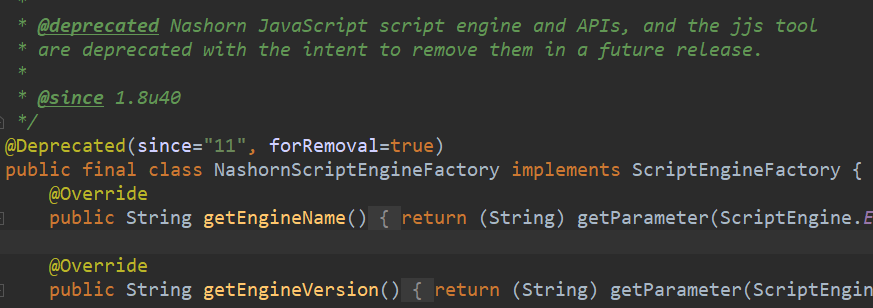 *
* @deprecated Nashorn JavaScript script engine and APIs, and the jjs tool
* are deprecated with the intent to remove them in a future release.
*
* @since 1.8u40
*/
@Deprecated(since="11", forRemoval=true)
public final class NashornScriptEngineFactory implements ScriptEngineFactory {
@Override
public String getEngineName() { return (String) getParameter(ScriptEngine.E
@Override
public String getEngineVersion() { return (String) getParameter(ScriptEngin